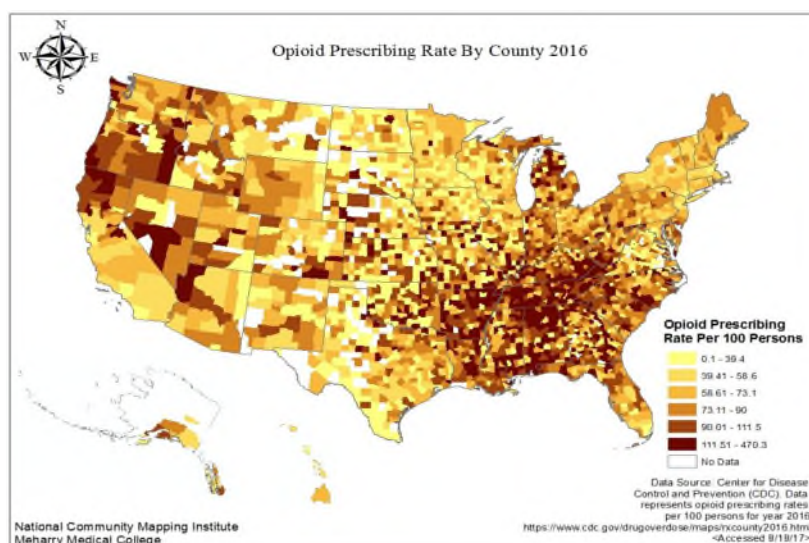 N
W E
S
Opioid Prescribing Rate By County 2016
Opioid Prescribing
Rate Per 100 Persons
0.1 - 39.4
39.41 - 58.6
58.61 - 73.1
73.11 - 90
90.01 - 111.5
111.51 - 470.3
No Data
Data Source: Center for Disease
Control and Prevention (CDC). Data
represents opioid prescribing rates
per 100 persons for year 2016
https://www.cdc.gov/drugoverdose/maps/rxcounty2016.html
<Accessed 8/18/17>
National Community Mapping Institute
Meharry Medical College